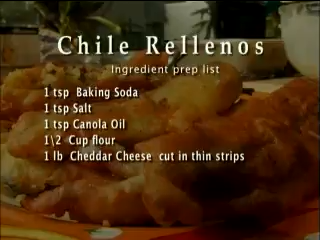 Chile Rellenos
Ingredient prep list
1 tsp Baking Soda
1 tsp Salt
1 tsp Canola Oil
1\2 Cup flour
1 lb Cheddar Cheese cut in thin strips